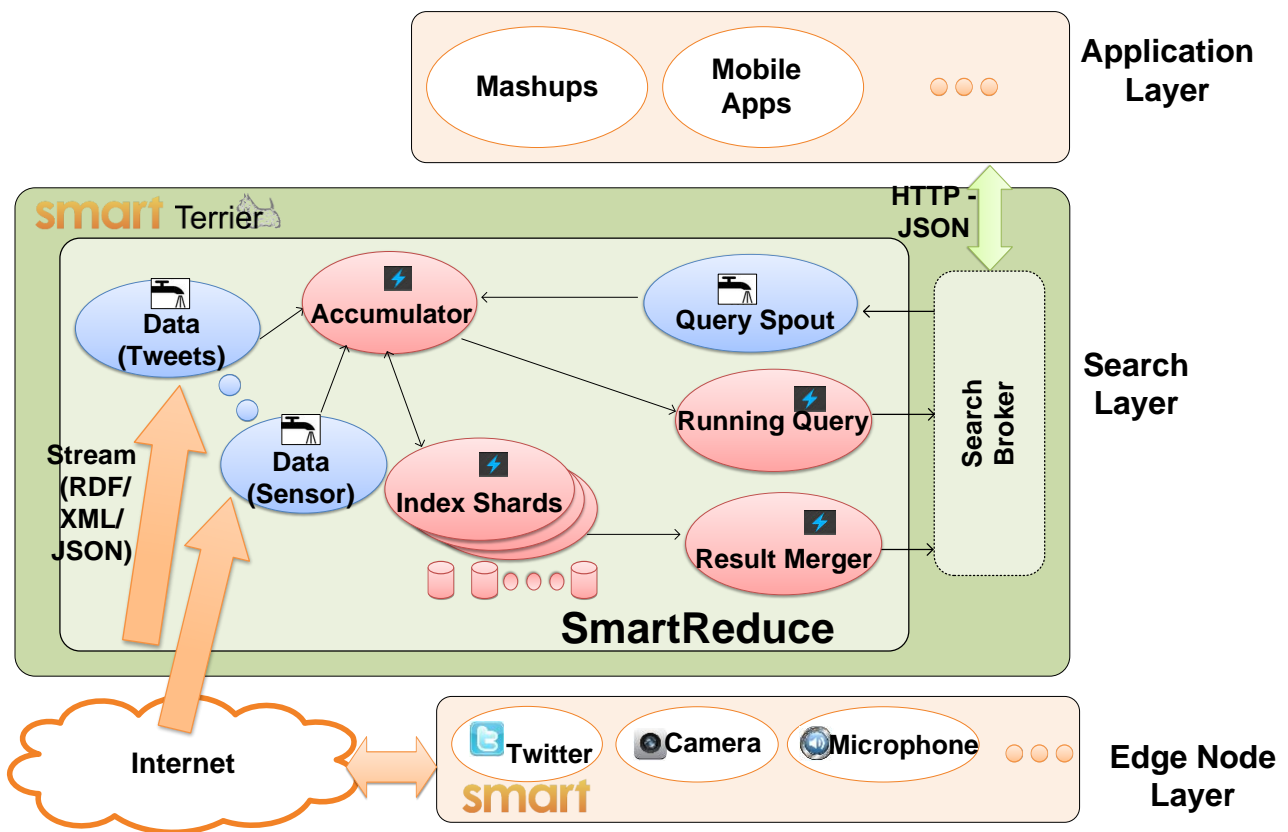 Mashups
Mobile
Apps
Application
Layer
HTTP -
JSON
smart Terrier
Data
(Tweets)
Accumulator
Query Spout
Running Query
Search
Broker
Search
Layer
Stream
(RDF/
XML/
JSON)
Data
(Sensor)
Index Shards
Result Merger
SmartReduce
Internet
Twitter
Camera
Microphone
smart
Edge Node
Layer